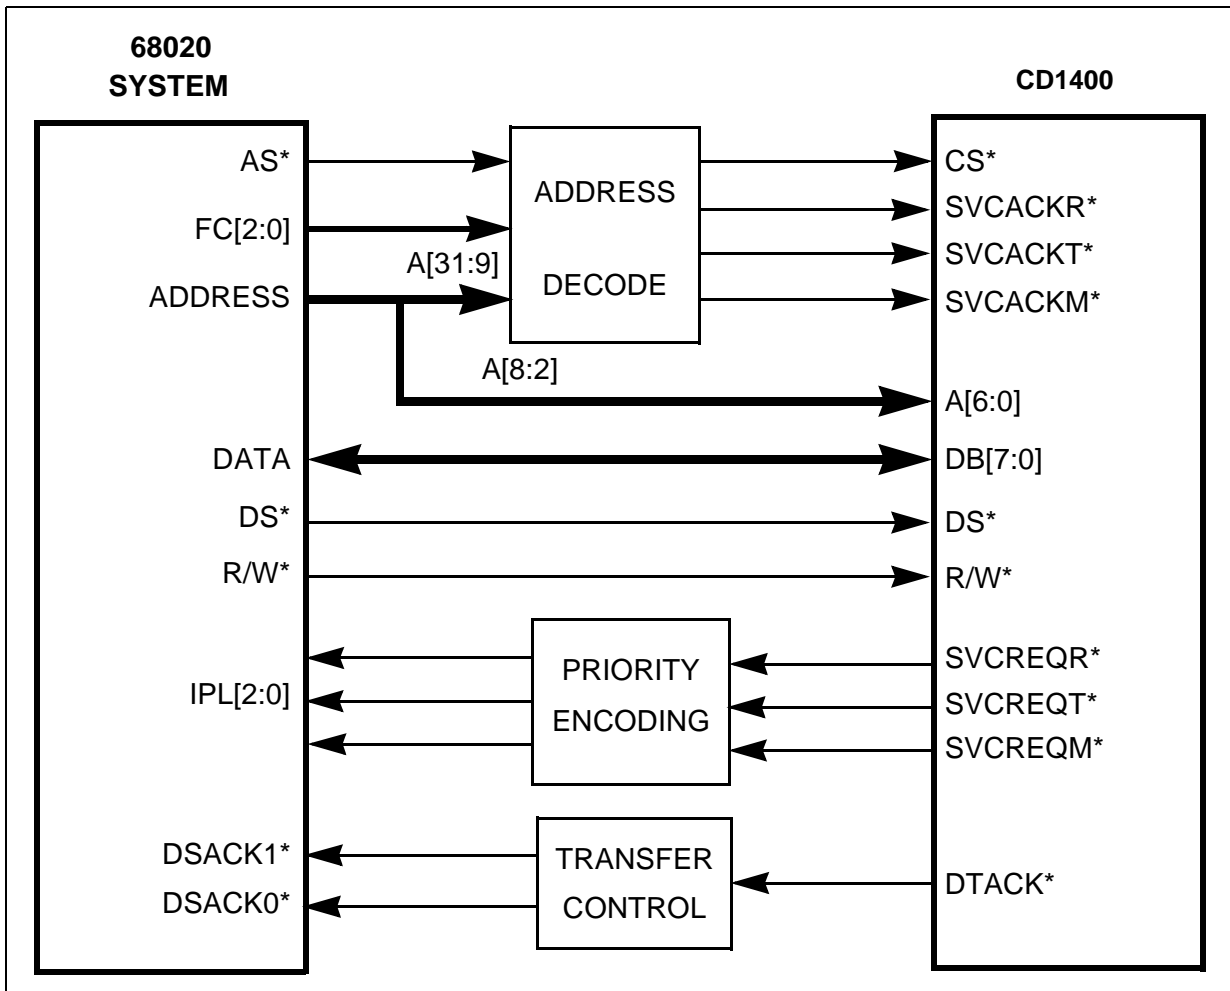 68020
SYSTEM
CD1400
AS*
FC[2:0]
A[31:9]
ADDRESS
ADDRESS
DECODE
A[8:2]
CS*
SVCACKR*
SVCACKT*
SVCACKM*
A[6:0]
DATA
DB[7:0]
DS*
DS*
R/W*
R/W*
IPL[2:0]
PRIORITY
ENCODING
SVCREQR*
SVCREQT*
SVCREQM*
DSACK1*
DSACK0*
TRANSFER
CONTROL
DTACK*